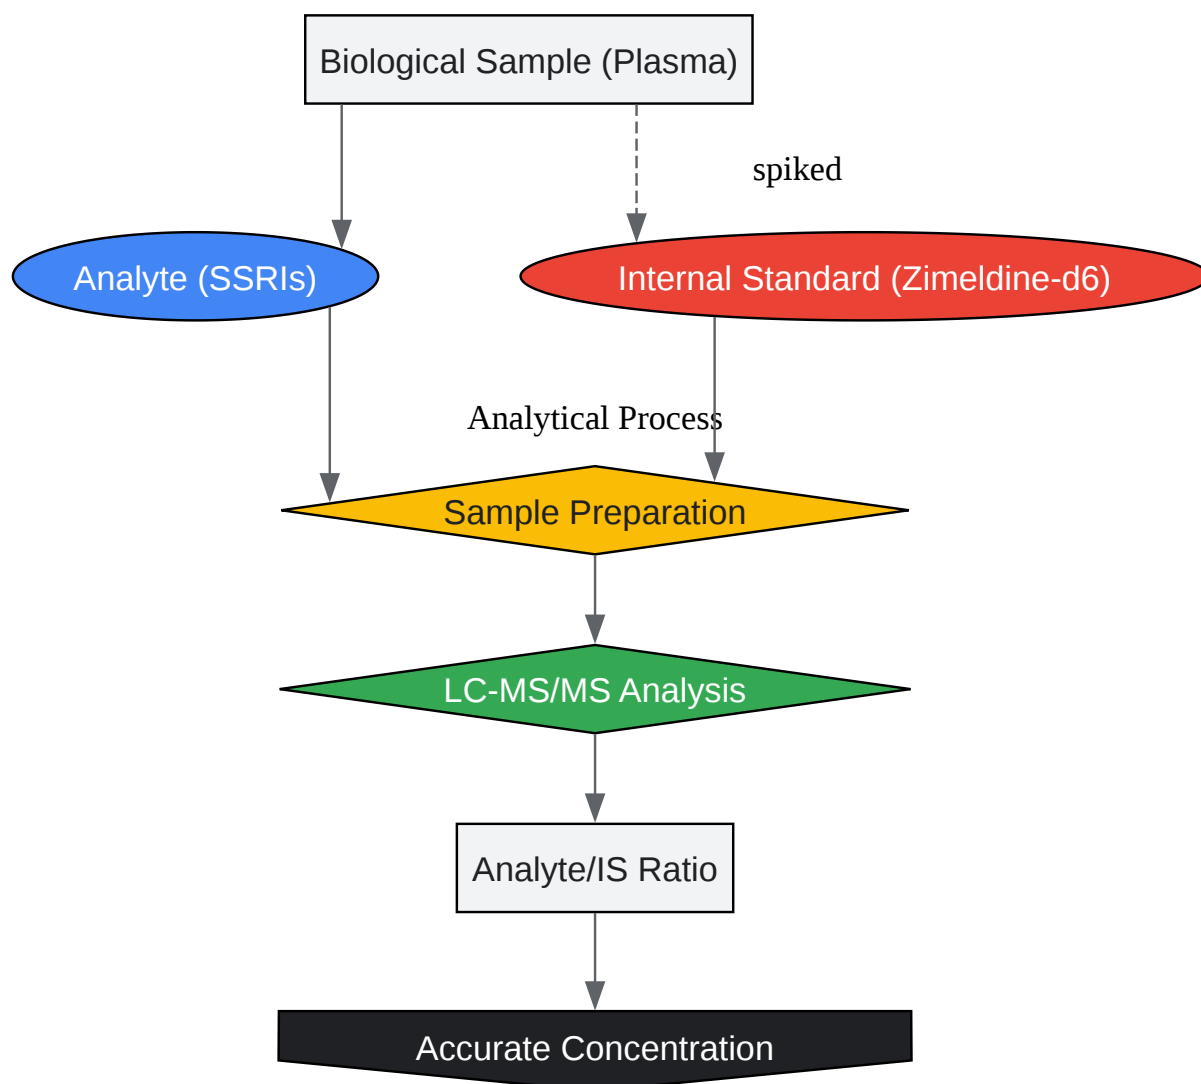 Biological Sample (Plasma)
spiked
Analyte (SSRIs)
Internal Standard (Zimeldine-d6)
Analytical Process
Sample Preparation
LC-MS/MS Analysis
Analyte/IS Ratio
Accurate Concentration